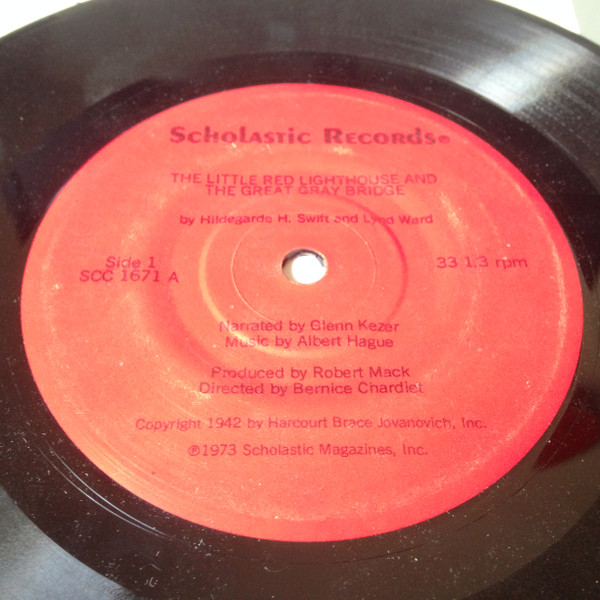 Scholastic Records®
THE LITTLE RED LIGHTHOUSE AND
THE GREAT GRAY BRIDGE
by Hildegarde H. Swift and Lynd Ward
Side 1
SCC 1671 A
33 1.3 rpm
Narrated by Glenn Kezer
Music by Albert Hague
Produced by Robert Mack
Directed by Bernice Chardiet
Copyright 1942 by Harcourt Brace Jovanovich, Inc.
℗1973 Scholastic Magazines, Inc.